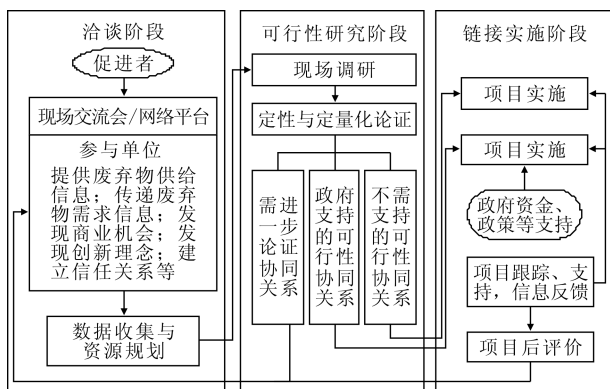 洽谈阶段
促进者
现场交流会/网络平台
参与单位
提供废弃物供给
信息；传递废弃
物需求信息；发
现商业机会；发
现创新理念；建
立信任关系等
数据收集与
资源规划
可行性研究阶段
现场调研
定性与定量化论证
需进
一步
论证
协同
关系
政府
支持
的可
行性
协同
关系
不需
支持
的可
行性
协同
关系
链接实施阶段
项目实施
项目实施
政府资金、
政策等支持
项目跟踪、支
持，信息反馈
项目后评价